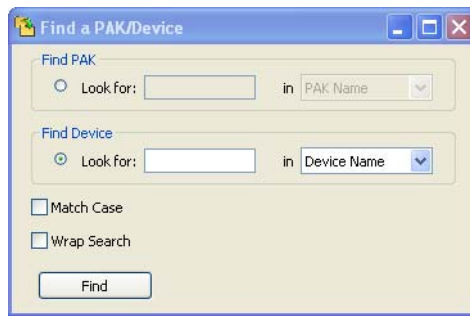 Find a PAK/Device
Find PAK
Look for: in PAK Name
Find Device
Look for: in Device Name
Match Case
Wrap Search
Find